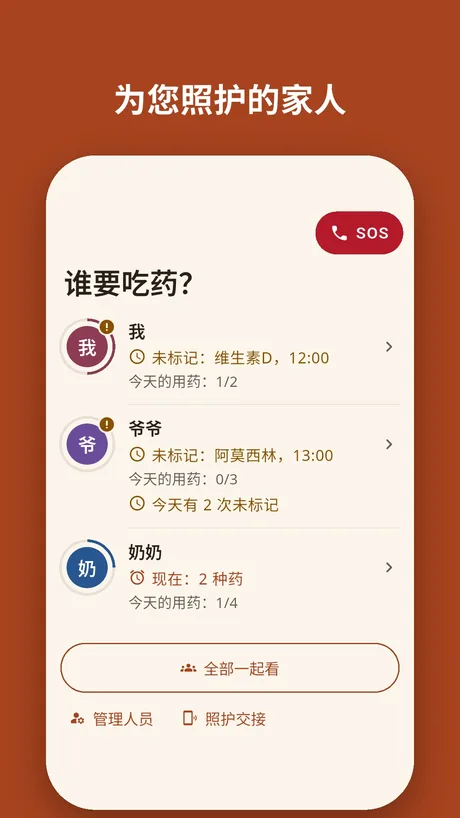 为您照护的家人
SOS
谁要吃药?
我
!
我
未标记：维生素D，12:00
今天的用药：1/2
爷
!
爷爷
未标记：阿莫西林，13:00
今天的用药：0/3
今天有 2 次未标记
奶
奶奶
现在：2 种药
今天的用药：1/4
全部一起看
管理人员
照护交接